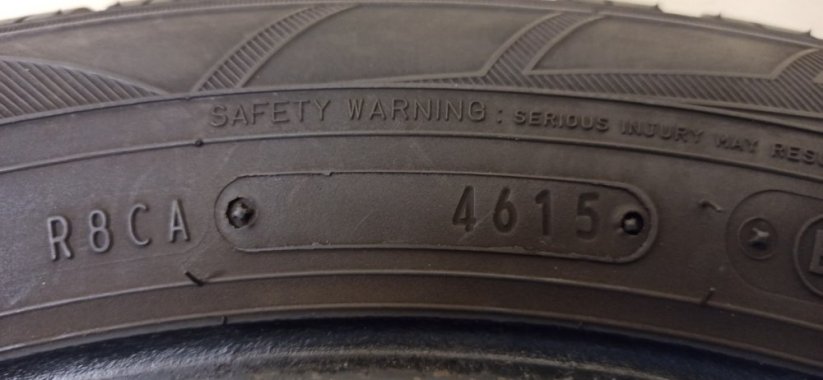 SAFETY WARNING: SERIOUS INJURY MAY
R8CA 4615